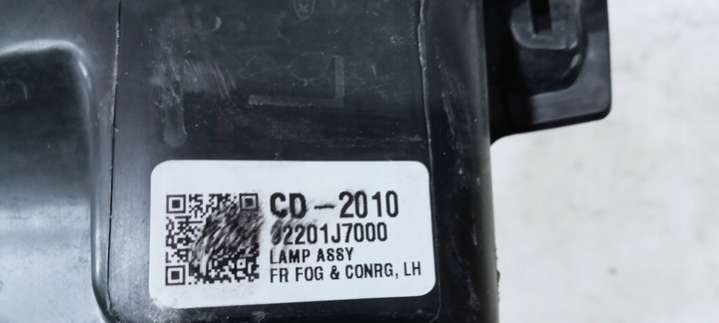 L
CD-2010
92201J7000
LAMP ASSY
FR FOG & CONRG, LH